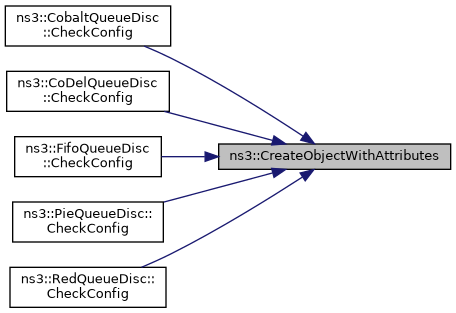 ns3::CobaltQueueDisc
::CheckConfig
ns3::CoDelQueueDisc
::CheckConfig
ns3::FifoQueueDisc
::CheckConfig
ns3::CreateObjectWithAttributes
ns3::PieQueueDisc::
CheckConfig
ns3::RedQueueDisc::
CheckConfig